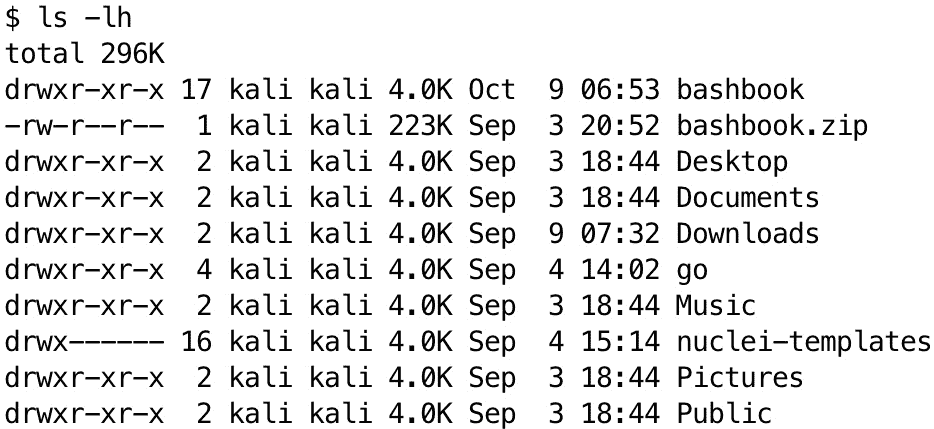 $ ls -lh
total 296K
drwxr-xr-x 17 kali kali 4.0K Oct  9 06:53 bashbook
-rw-r--r--  1 kali kali 223K Sep  3 20:52 bashbook.zip
drwxr-xr-x  2 kali kali 4.0K Sep  3 18:44 Desktop
drwxr-xr-x  2 kali kali 4.0K Sep  3 18:44 Documents
drwxr-xr-x  2 kali kali 4.0K Sep  9 07:32 Downloads
drwxr-xr-x  4 kali kali 4.0K Sep  4 14:02 go
drwxr-xr-x  2 kali kali 4.0K Sep  3 18:44 Music
drwx------ 16 kali kali 4.0K Sep  4 15:14 nuclei-templates
drwxr-xr-x  2 kali kali 4.0K Sep  3 18:44 Pictures
drwxr-xr-x  2 kali kali 4.0K Sep  3 18:44 Public